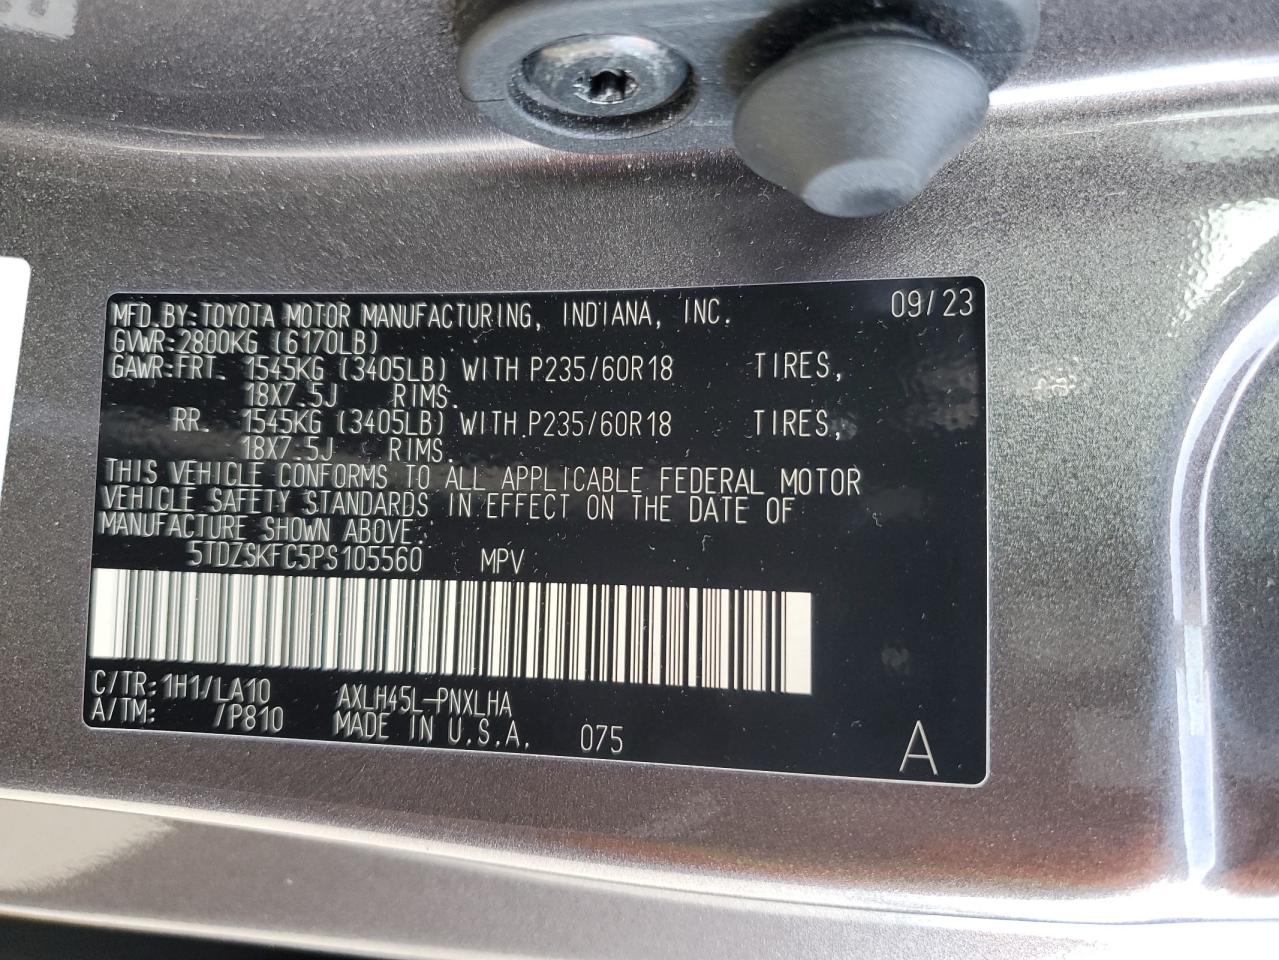 MFD.BY:TOYOTA MOTOR MANUFACTURING, INDIANA, INC. 09/23
GVWR:2800KG (6170LB)
GAWR:FRT. 1545KG (3405LB) WITH P235/60R18 TIRES,
18X7.5J RIMS.
RR. 1545KG (3405LB) WITH P235/60R18 TIRES,
18X7.5J RIMS.
THIS VEHICLE CONFORMS TO ALL APPLICABLE FEDERAL MOTOR
VEHICLE SAFETY STANDARDS IN EFFECT ON THE DATE OF
MANUFACTURE SHOWN ABOVE.
5TDZSKFC5PS105560 MPV
C/TR:1H1/LA10 AXLH45L-PNXLHA
A/TM: /P810 MADE IN U.S.A. 075 A